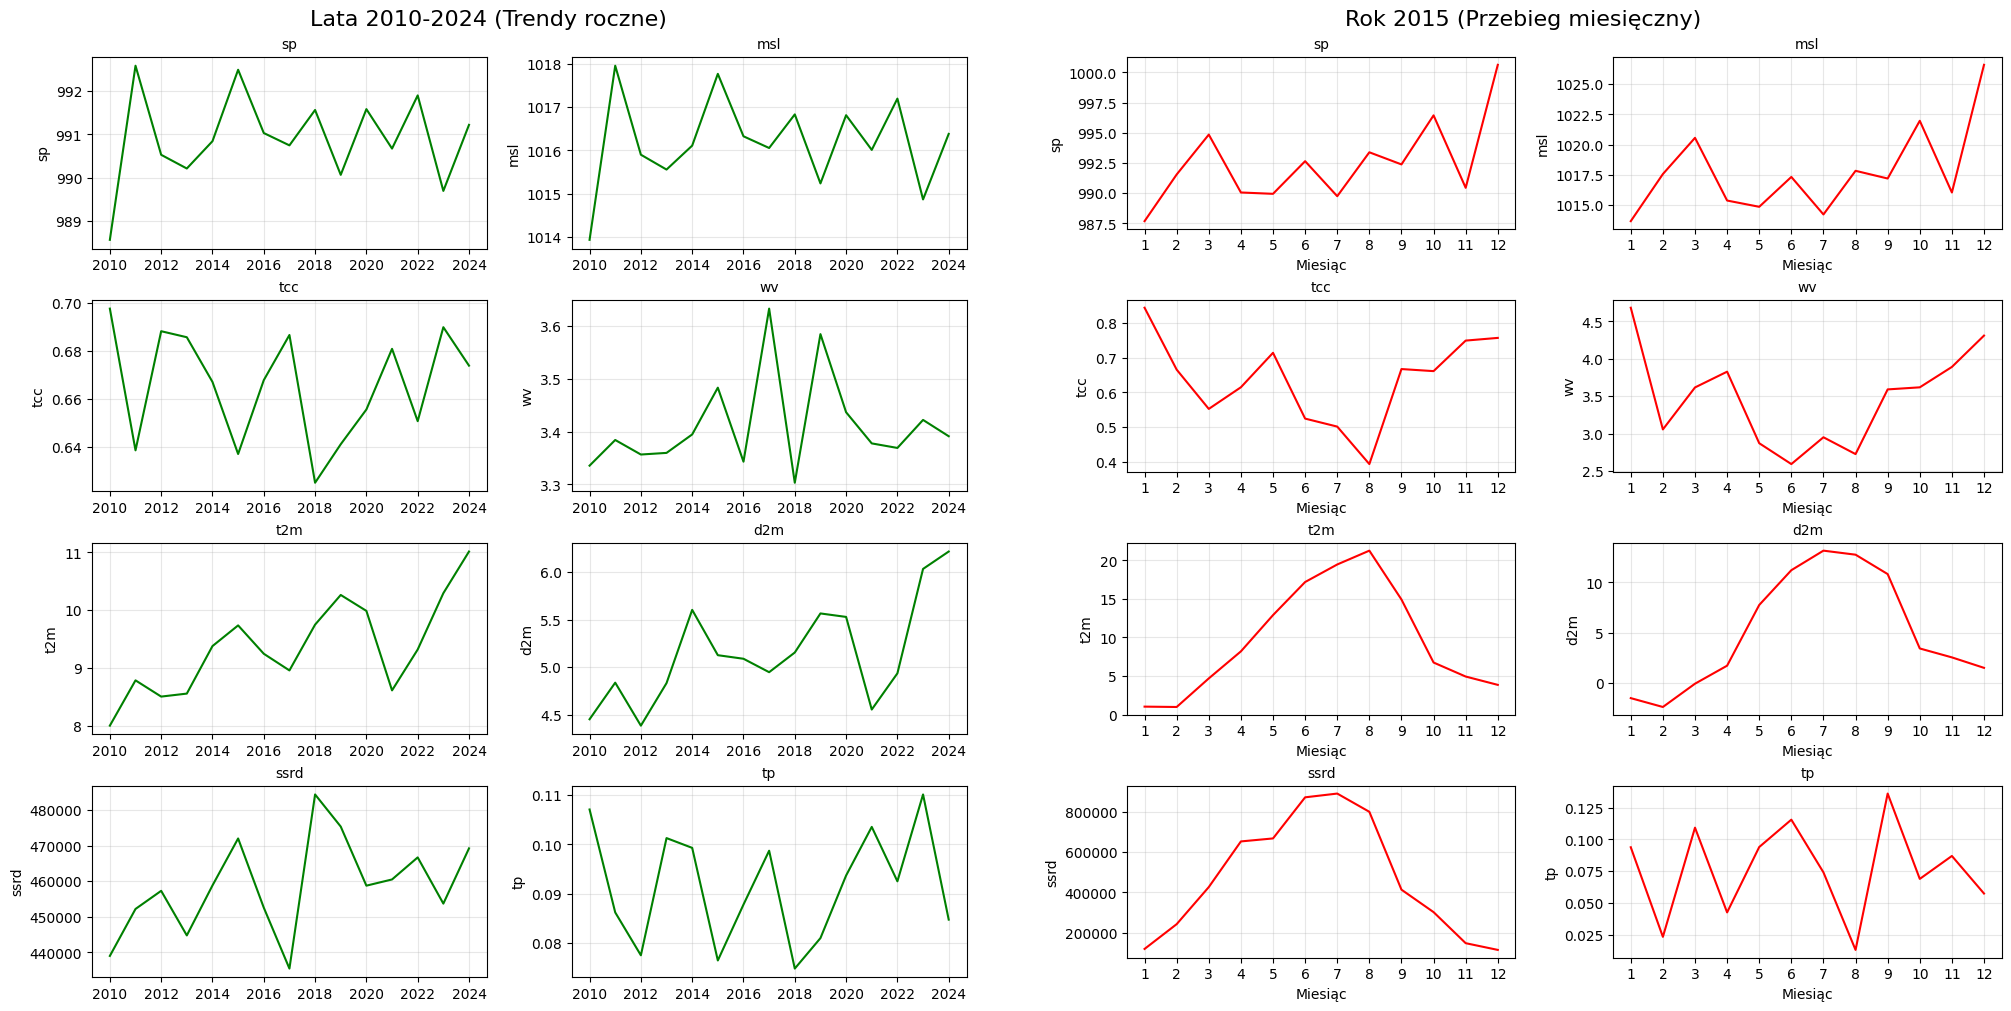 Lata 2010-2024 (Trendy roczne)
sp
992
991
990
989
sp
2010 2012 2014 2016 2018 2020 2022 2024
msl
1018
1017
1016
1015
1014
msl
2010 2012 2014 2016 2018 2020 2022 2024
tcc
0.70
0.68
0.66
0.64
tcc
2010 2012 2014 2016 2018 2020 2022 2024
wv
3.6
3.5
3.4
3.3
wv
2010 2012 2014 2016 2018 2020 2022 2024
t2m
11
10
9
8
t2m
2010 2012 2014 2016 2018 2020 2022 2024
d2m
6.0
5.5
5.0
4.5
d2m
2010 2012 2014 2016 2018 2020 2022 2024
ssrd
480000
470000
460000
450000
440000
ssrd
2010 2012 2014 2016 2018 2020 2022 2024
tp
0.11
0.10
0.09
0.08
tp
2010 2012 2014 2016 2018 2020 2022 2024
Rok 2015 (Przebieg miesięczny)
sp
1000.0
997.5
995.0
992.5
990.0
987.5
sp
1 2 3 4 5 6 7 8 9 10 11 12
Miesiąc
msl
1025.0
1022.5
1020.0
1017.5
1015.0
msl
1 2 3 4 5 6 7 8 9 10 11 12
Miesiąc
tcc
0.8
0.7
0.6
0.5
0.4
tcc
1 2 3 4 5 6 7 8 9 10 11 12
Miesiąc
wv
4.5
4.0
3.5
3.0
2.5
wv
1 2 3 4 5 6 7 8 9 10 11 12
Miesiąc
t2m
20
15
10
5
0
t2m
1 2 3 4 5 6 7 8 9 10 11 12
Miesiąc
d2m
10
5
0
d2m
1 2 3 4 5 6 7 8 9 10 11 12
Miesiąc
ssrd
800000
600000
400000
200000
ssrd
1 2 3 4 5 6 7 8 9 10 11 12
Miesiąc
tp
0.125
0.100
0.075
0.050
0.025
tp
1 2 3 4 5 6 7 8 9 10 11 12
Miesiąc